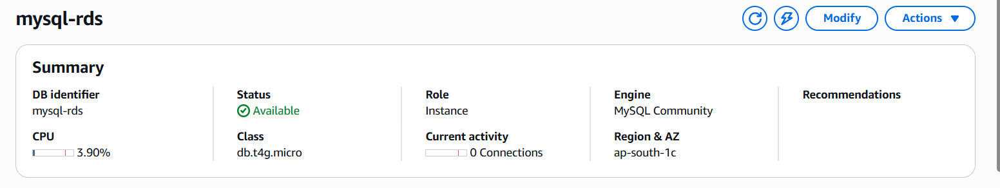 mysql-rds
Modify
Actions
Summary
DB identifier
mysql-rds
Status
Available
Role
Instance
Engine
MySQL Community
Recommendations
CPU
3.90%
Class
db.t4g.micro
Current activity
0 Connections
Region & AZ
ap-south-1c